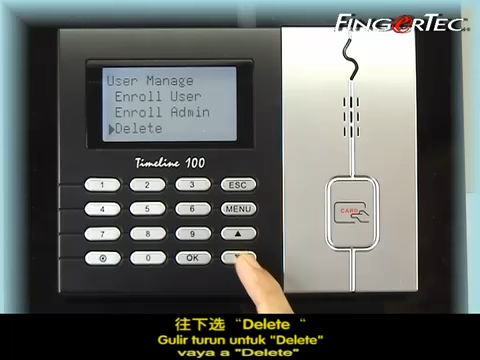 FINGERTEC
User Manage
Enroll User
Enroll Admin
Delete
Timeline 100
1 2 3 ESC
4 5 6 MENU
7 8 9 ▲
0 OK
CARD
往下选“Delete “
Gulir turun untuk "Delete"
vaya a "Delete"